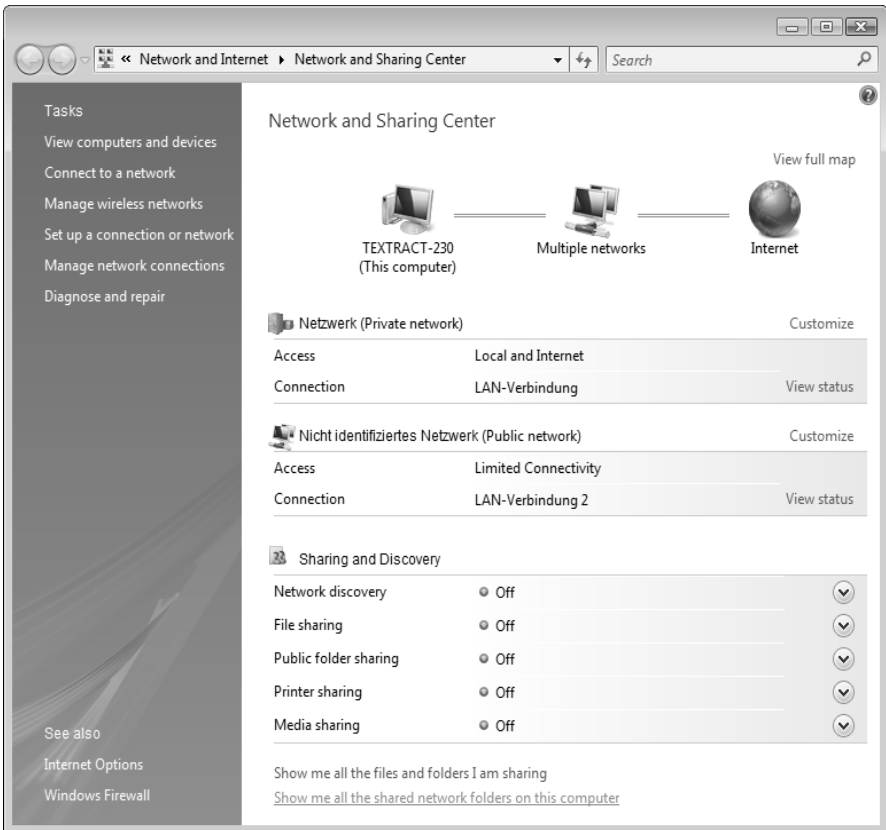 « Network and Internet ▸ Network and Sharing Center
Search
Tasks
View computers and devices
Connect to a network
Manage wireless networks
Set up a connection or network
Manage network connections
Diagnose and repair
See also
Internet Options
Windows Firewall
Network and Sharing Center
View full map
TEXTRACT-230
(This computer)
Multiple networks
Internet
Netzwerk (Private network) Customize
Access Local and Internet
Connection LAN-Verbindung View status
Nicht identifiziertes Netzwerk (Public network) Customize
Access Limited Connectivity
Connection LAN-Verbindung 2 View status
Sharing and Discovery
Network discovery Off
File sharing Off
Public folder sharing Off
Printer sharing Off
Media sharing Off
Show me all the files and folders I am sharing
Show me all the shared network folders on this computer